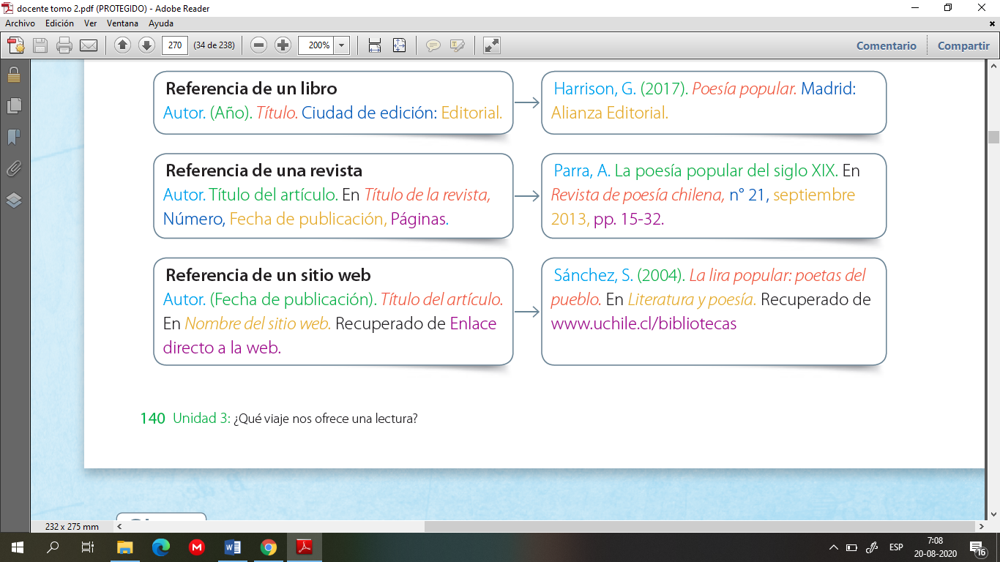 docente tomo 2.pdf (PROTEGIDO) - Adobe Reader
Archivo Edición Ver Ventana Ayuda
270 (34 de 238) 200% Comentario Compartir
Referencia de un libro
Autor. (Año). Título. Ciudad de edición: Editorial.
Harrison, G. (2017). Poesía popular. Madrid:
Alianza Editorial.
Referencia de una revista
Autor. Título del artículo. En Título de la revista,
Número, Fecha de publicación, Páginas.
Parra, A. La poesía popular del siglo XIX. En
Revista de poesía chilena, n° 21, septiembre
2013, pp. 15-32.
Referencia de un sitio web
Autor. (Fecha de publicación). Título del artículo.
En Nombre del sitio web. Recuperado de Enlace
directo a la web.
Sánchez, S. (2004). La lira popular: poetas del
pueblo. En Literatura y poesía. Recuperado de
www.uchile.cl/bibliotecas
140 Unidad 3: ¿Qué viaje nos ofrece una lectura?
232 x 275 mm
ESP
7:08
20-08-2020
16